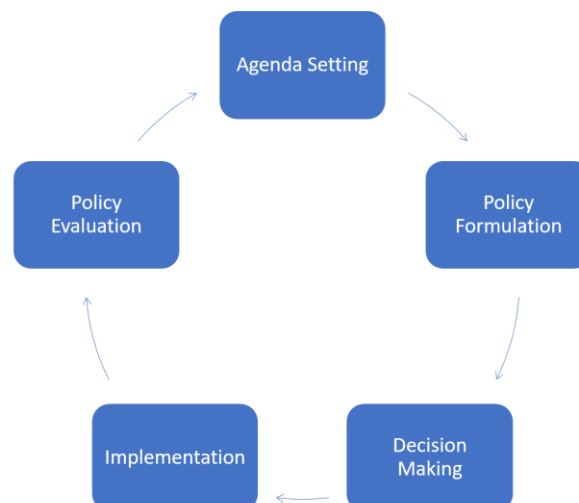 Agenda Setting
Policy
Formulation
Decision
Making
Implementation
Policy
Evaluation